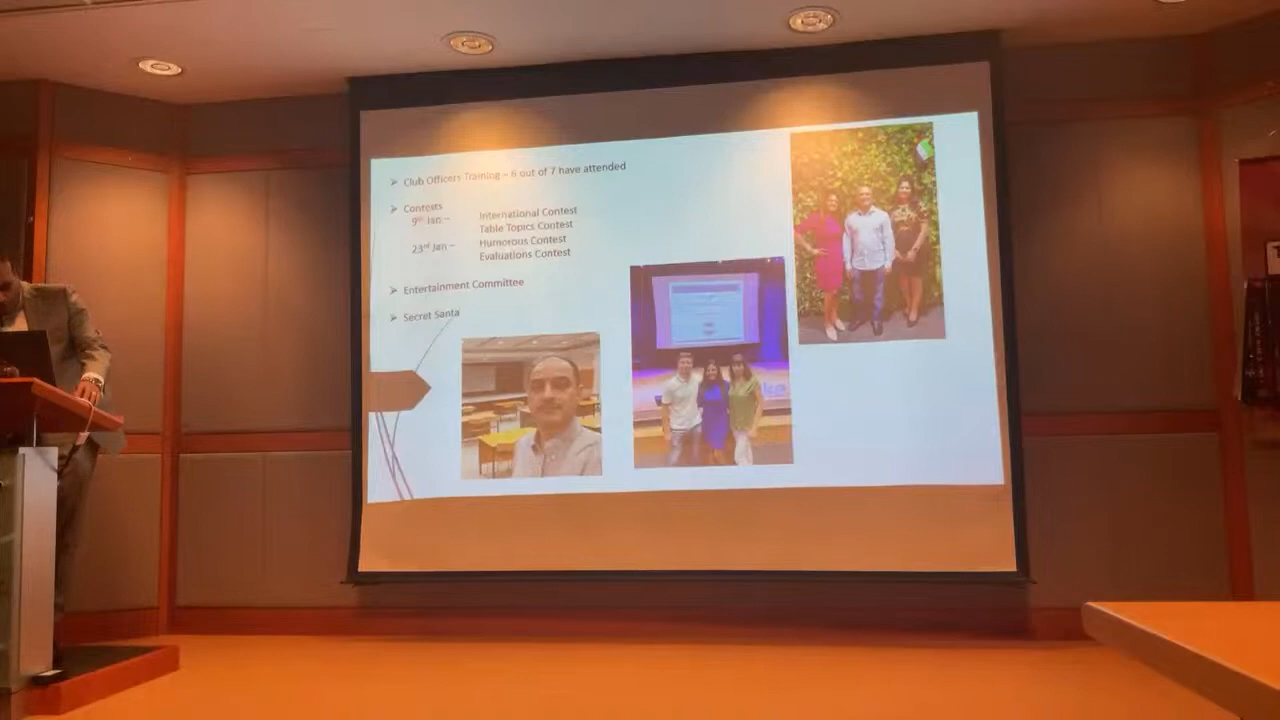 ➢ Club Officers Training – 6 out of 7 have attended
➢ Contests
9th Jan – International Contest
Table Topics Contest
23rd Jan – Humorous Contest
Evaluations Contest
➢ Entertainment Committee
➢ Secret Santa